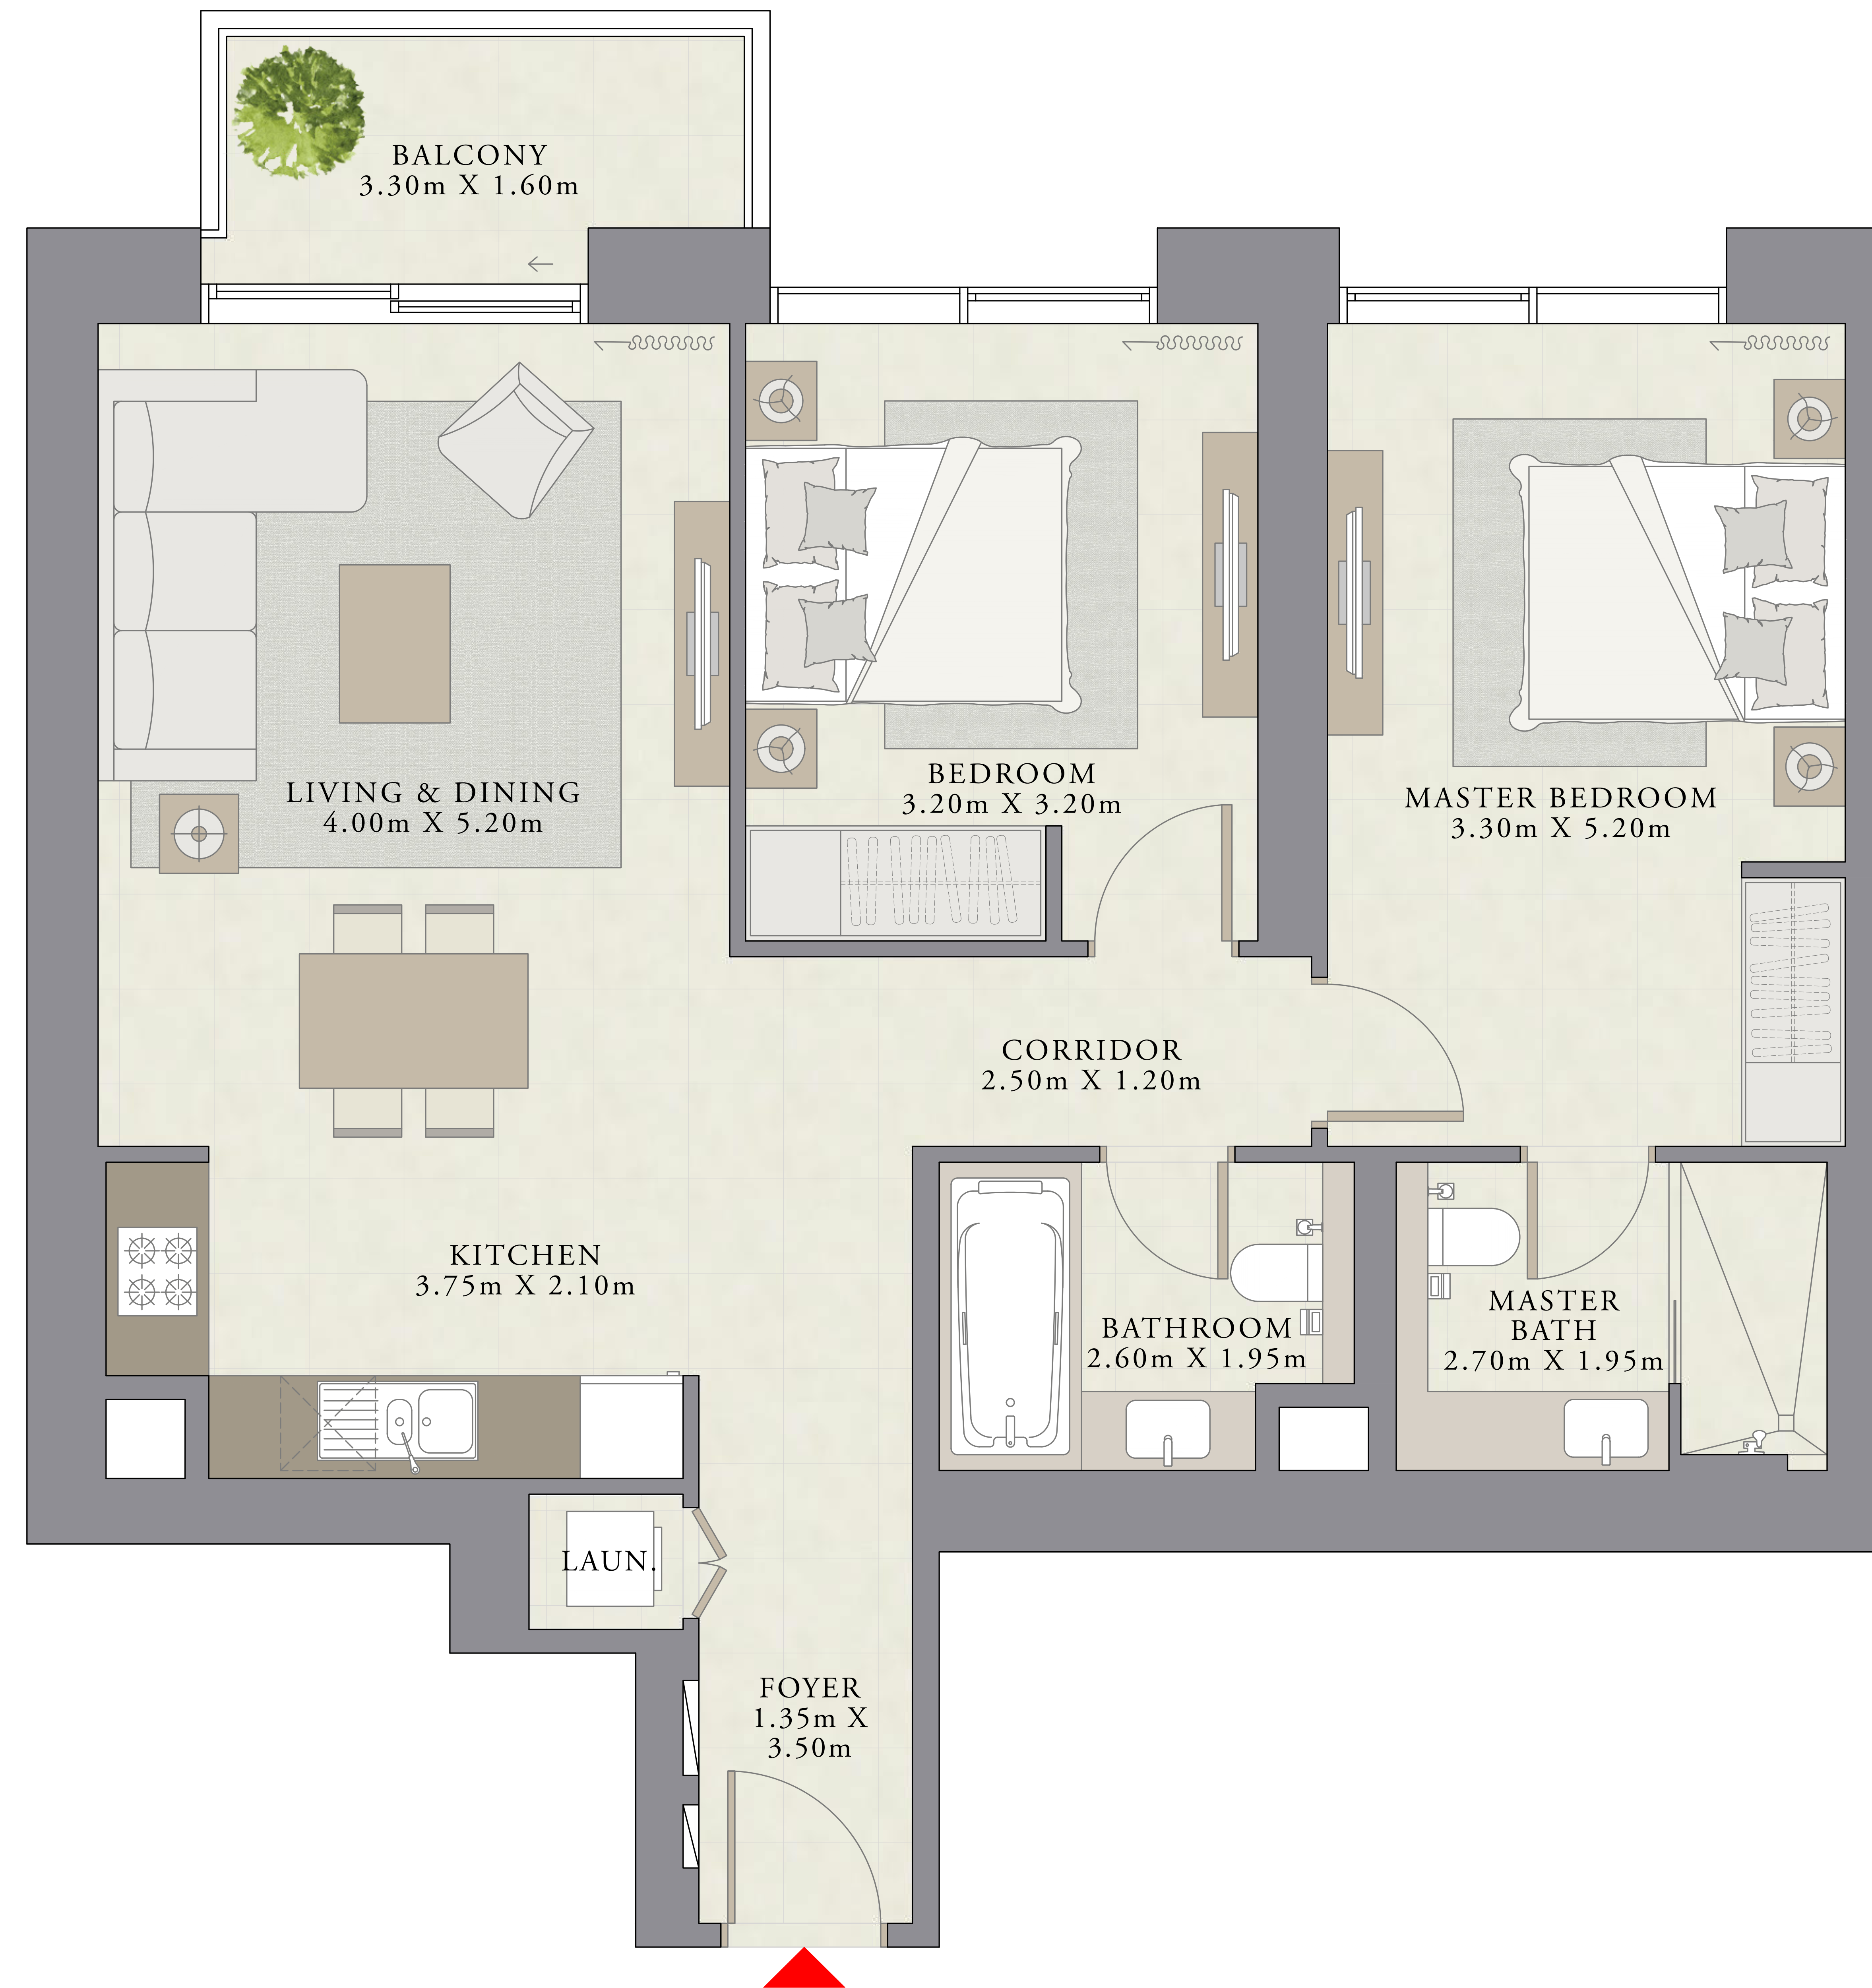 BALCONY
3.30m X 1.60m
LIVING & DINING
4.00m X 5.20m
BEDROOM
3.20m X 3.20m
MASTER BEDROOM
3.30m X 5.20m
CORRIDOR
2.50m X 1.20m
KITCHEN
3.75m X 2.10m
BATHROOM
2.60m X 1.95m
MASTER
BATH
2.70m X 1.95m
LAUN.
FOYER
1.35m X
3.50m